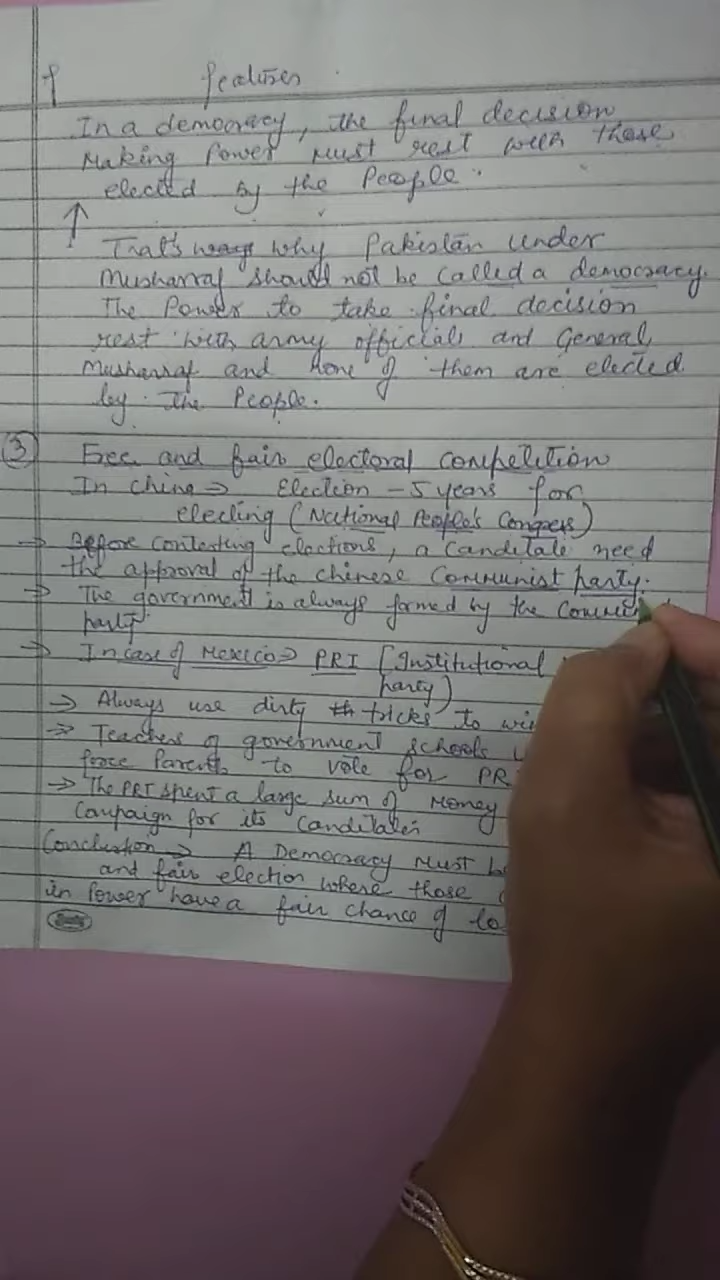 features
In a democracy, the final decision
Making Power Must rest with those
elected by the People.
That's why Pakistan under
Musharraf should not be called a democracy.
The Power to take final decision
rest with army officials and General
Musharraf and None of them are elected
by The People.
③ Free and fair electoral competition
In China ⇒ Election - 5 years for
electing (National People's Congress)
→ Before contesting elections, a Canditate need
the approval of the Chinese Communist party.
→ The government is always formed by the
party.
→ In case of Mexico ⇒ PRI [Institutional
party)
→ Always use dirty tricks to
→ Teachers of government schools
force Parents to vote for PRI
→ The PRI spent a large sum of Money
Campaign for its Canditates
Conclusion → A Democracy Must
and fair election where those
in Power have a fair chance of